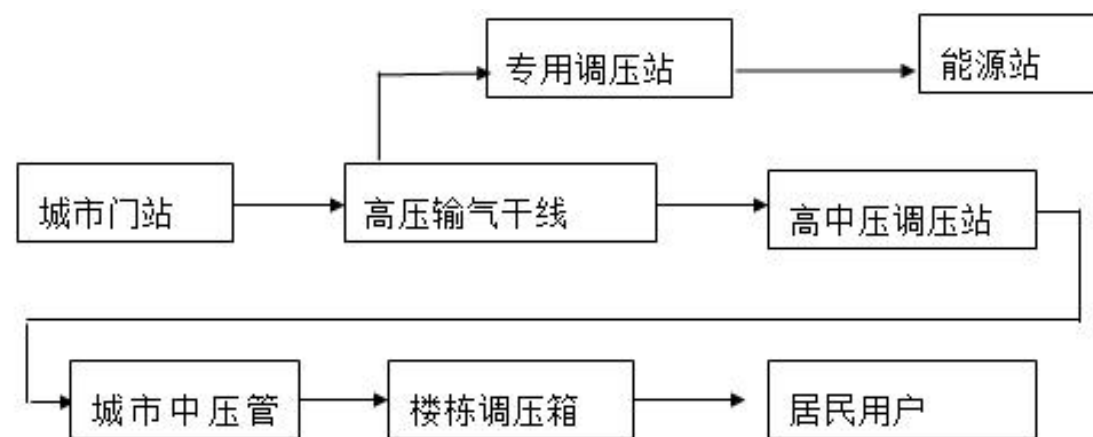 专用调压站
能源站
城市门站
高压输气干线
高中压调压站
城市中压管
楼栋调压箱
居民用户